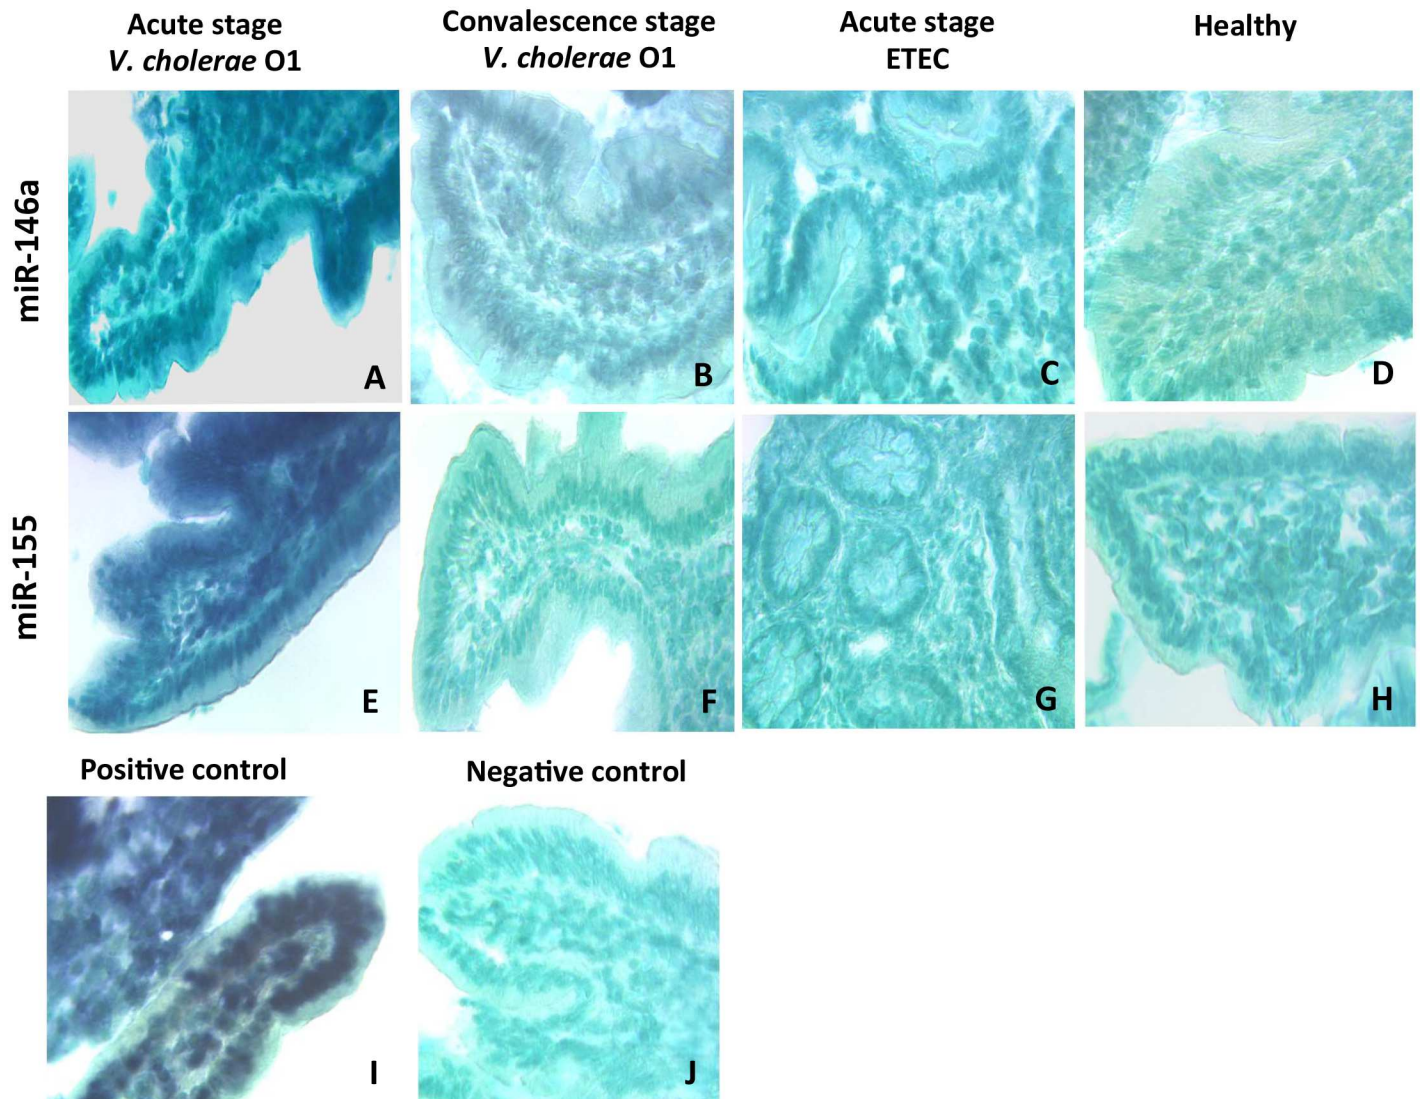 Acute stage
V. cholerae O1
Convalescence stage
V. cholerae O1
Acute stage
ETEC
Healthy
miR-146a
A
B
C
D
miR-155
E
F
G
H
Positive control
Negative control
I
J